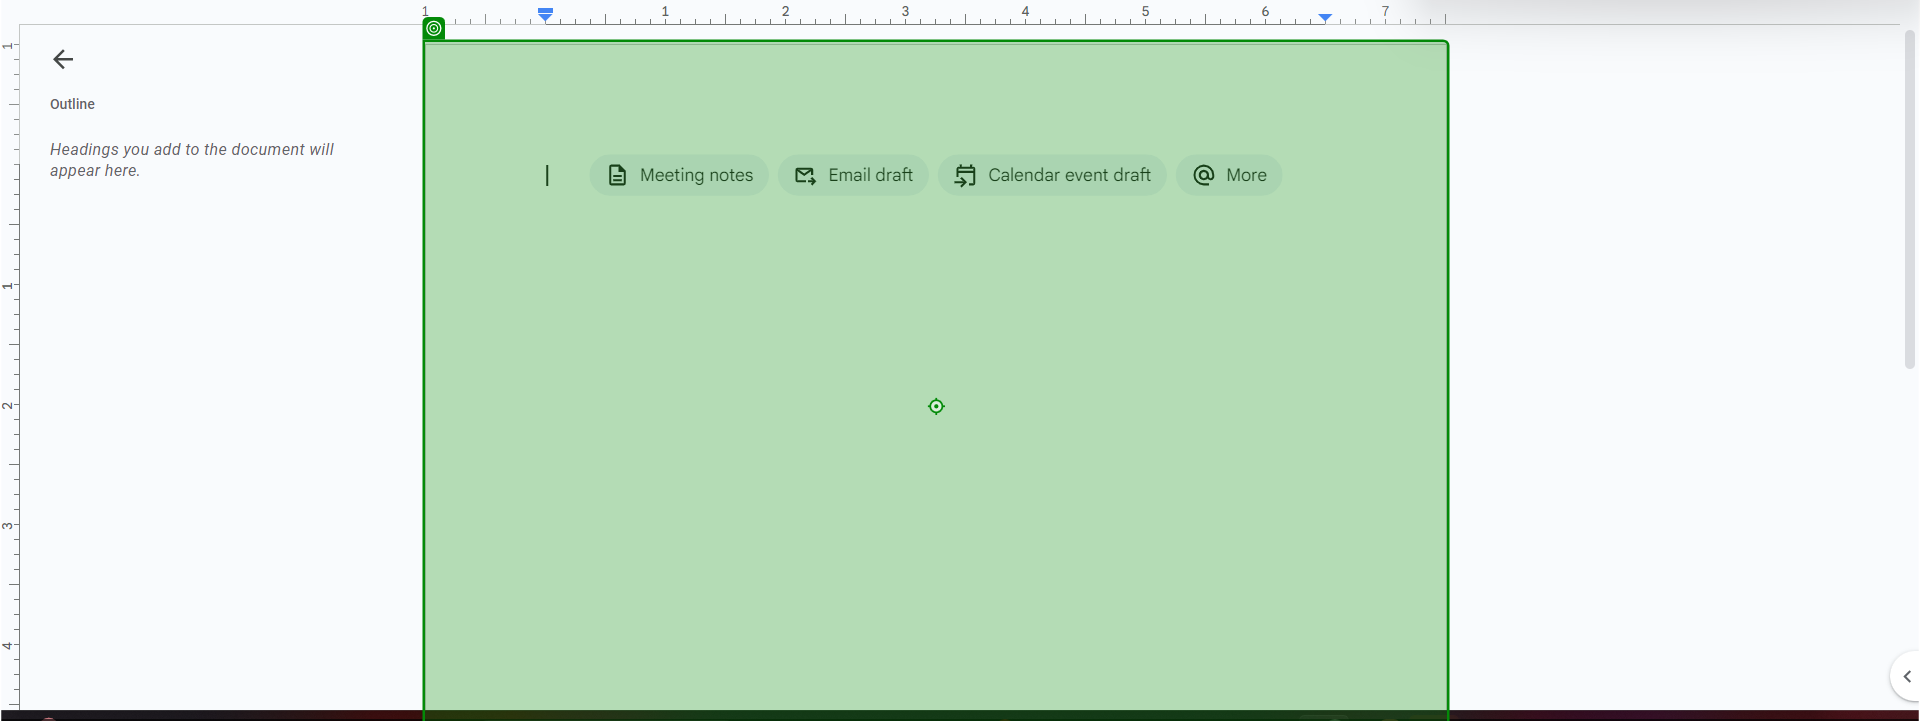 1 1 2 3 4 5 6 7
1
Outline
Headings you add to the document will
appear here.
Meeting notes Email draft Calendar event draft More
1
2
3
4